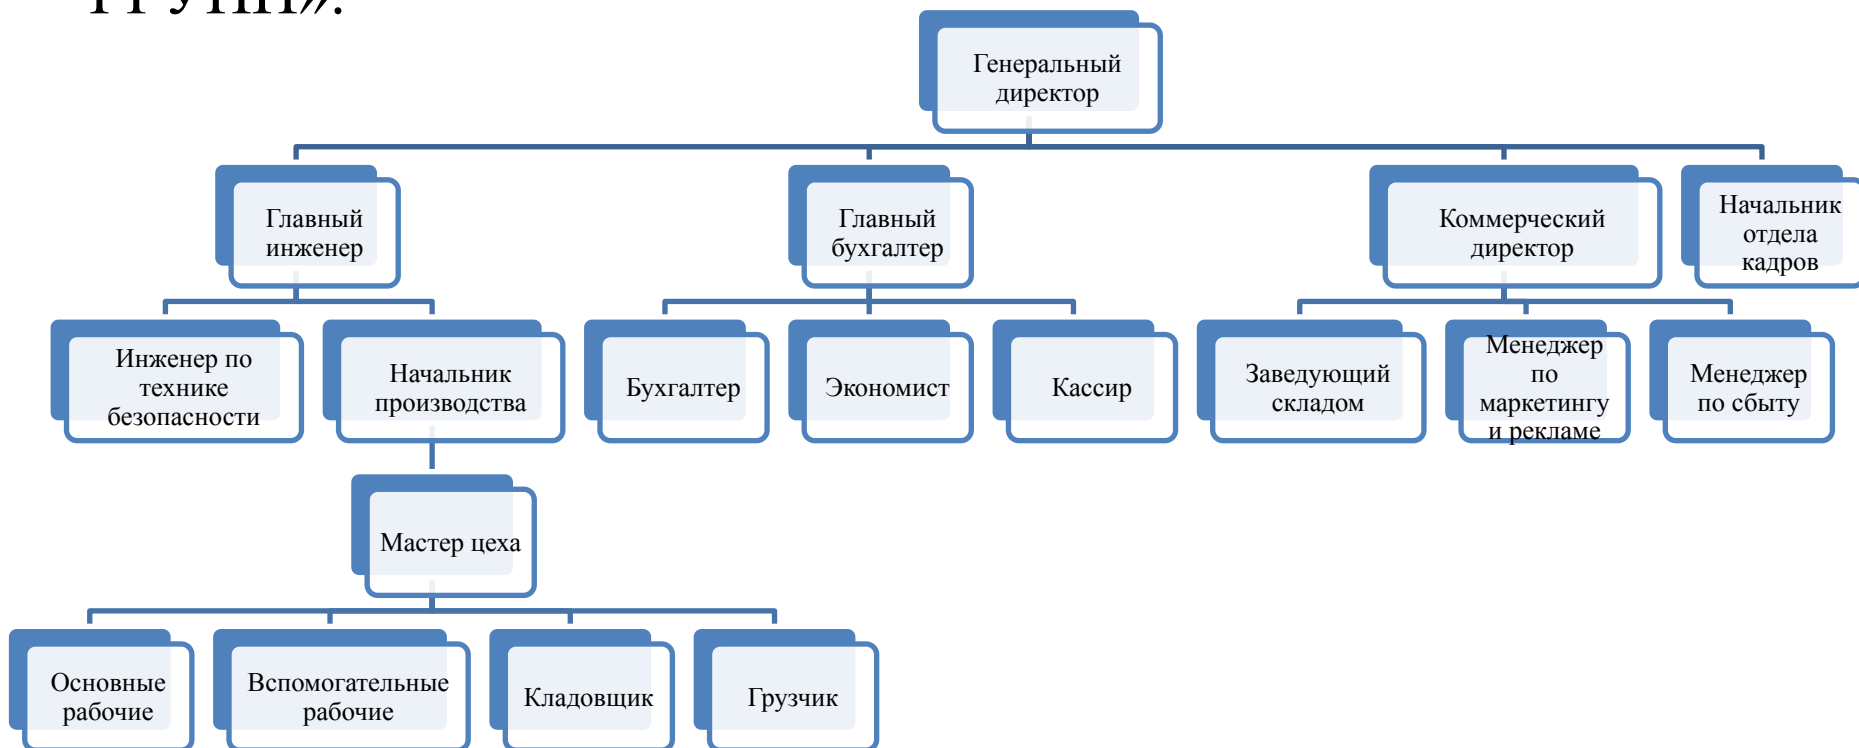 ГРУПП».
Генеральный
директор
Главный
инженер
Главный
бухгалтер
Коммерческий
директор
Начальник
отдела
кадров
Инженер по
технике
безопасности
Начальник
производства
Бухгалтер
Экономист
Кассир
Заведующий
складом
Менеджер
по
маркетингу
и рекламе
Менеджер
по сбыту
Мастер цеха
Основные
рабочие
Вспомогательные
рабочие
Кладовщик
Грузчик